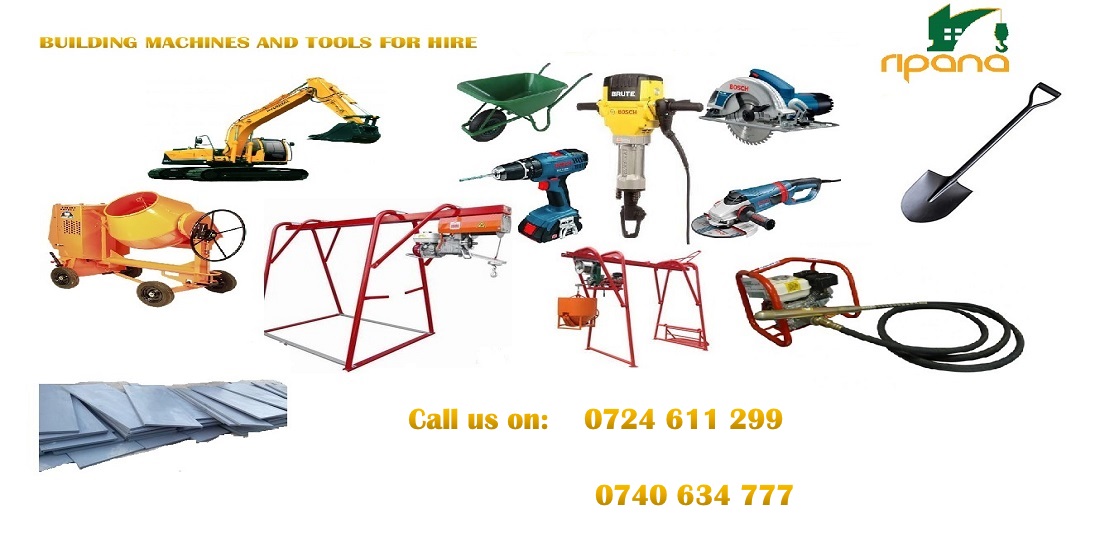 BUILDING MACHINES AND TOOLS FOR HIRE
ripana
BRUTE
BOSCH
BOSCH
Call us on: 0724 611 299
0740 634 777